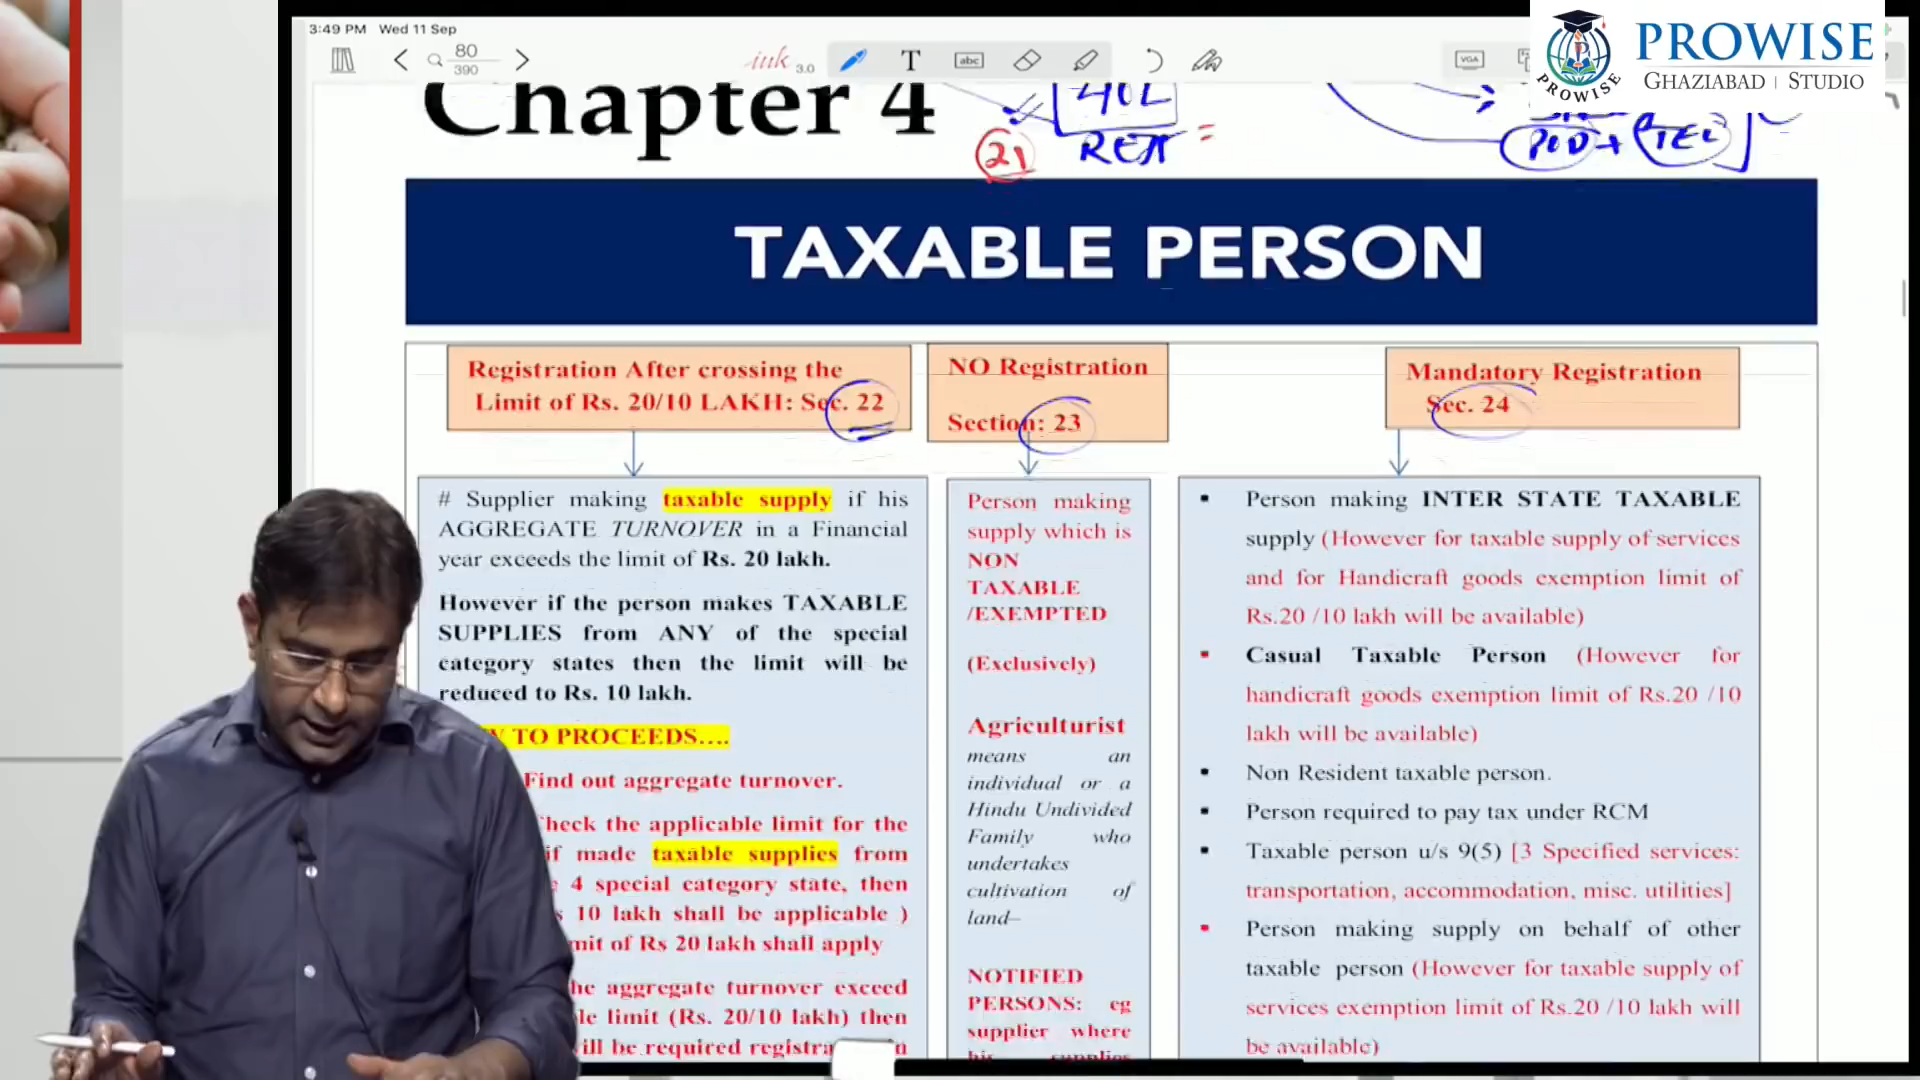 3:49 PM Wed 11 Sep
80
390
ink 3.0
T
abc
VGA
PROWISE
PROWISE
GHAZIABAD | STUDIO
Chapter 4
40L
21
REST =
TAXABLE PERSON
Registration After crossing the
Limit of Rs. 20/10 LAKH: Sec. 22
NO Registration
Section: 23
Mandatory Registration
Sec. 24
# Supplier making taxable supply if his
AGGREGATE TURNOVER in a Financial
year exceeds the limit of Rs. 20 lakh.
However if the person makes TAXABLE
SUPPLIES from ANY of the special
category states then the limit will be
reduced to Rs. 10 lakh.
TO PROCEEDS....
Find out aggregate turnover.
the applicable limit for the
if made taxable supplies from
4 special category state, then
10 lakh shall be applicable )
of Rs 20 lakh shall apply
aggregate turnover exceed
limit (Rs. 20/10 lakh) then
be required
Person making
supply which is
NON
TAXABLE
/EXEMPTED
(Exclusively)
Agriculturist
means an
individual or a
Hindu Undivided
Family who
undertakes
cultivation of
land–
NOTIFIED
PERSONS: eg
supplier where
his supplies
▪ Person making INTER STATE TAXABLE
supply (However for taxable supply of services
and for Handicraft goods exemption limit of
Rs.20 /10 lakh will be available)
▪ Casual Taxable Person (However for
handicraft goods exemption limit of Rs.20 /10
lakh will be available)
▪ Non Resident taxable person.
▪ Person required to pay tax under RCM
▪ Taxable person u/s 9(5) [3 Specified services:
transportation, accommodation, misc. utilities]
▪ Person making supply on behalf of other
taxable person (However for taxable supply of
services exemption limit of Rs.20 /10 lakh will
be available)